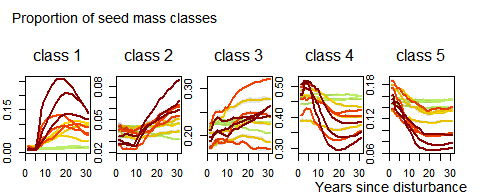 Proportion of seed mass classes
class 1 class 2 class 3 class 4 class 5
0.00 0.15
0.02 0.05 0.08
0.20 0.30
0.30 0.40 0.50
0.06 0.12 0.18
0 10 20 30 0 10 20 30 0 10 20 30 0 10 20 30 0 10 20 30
Years since disturbance